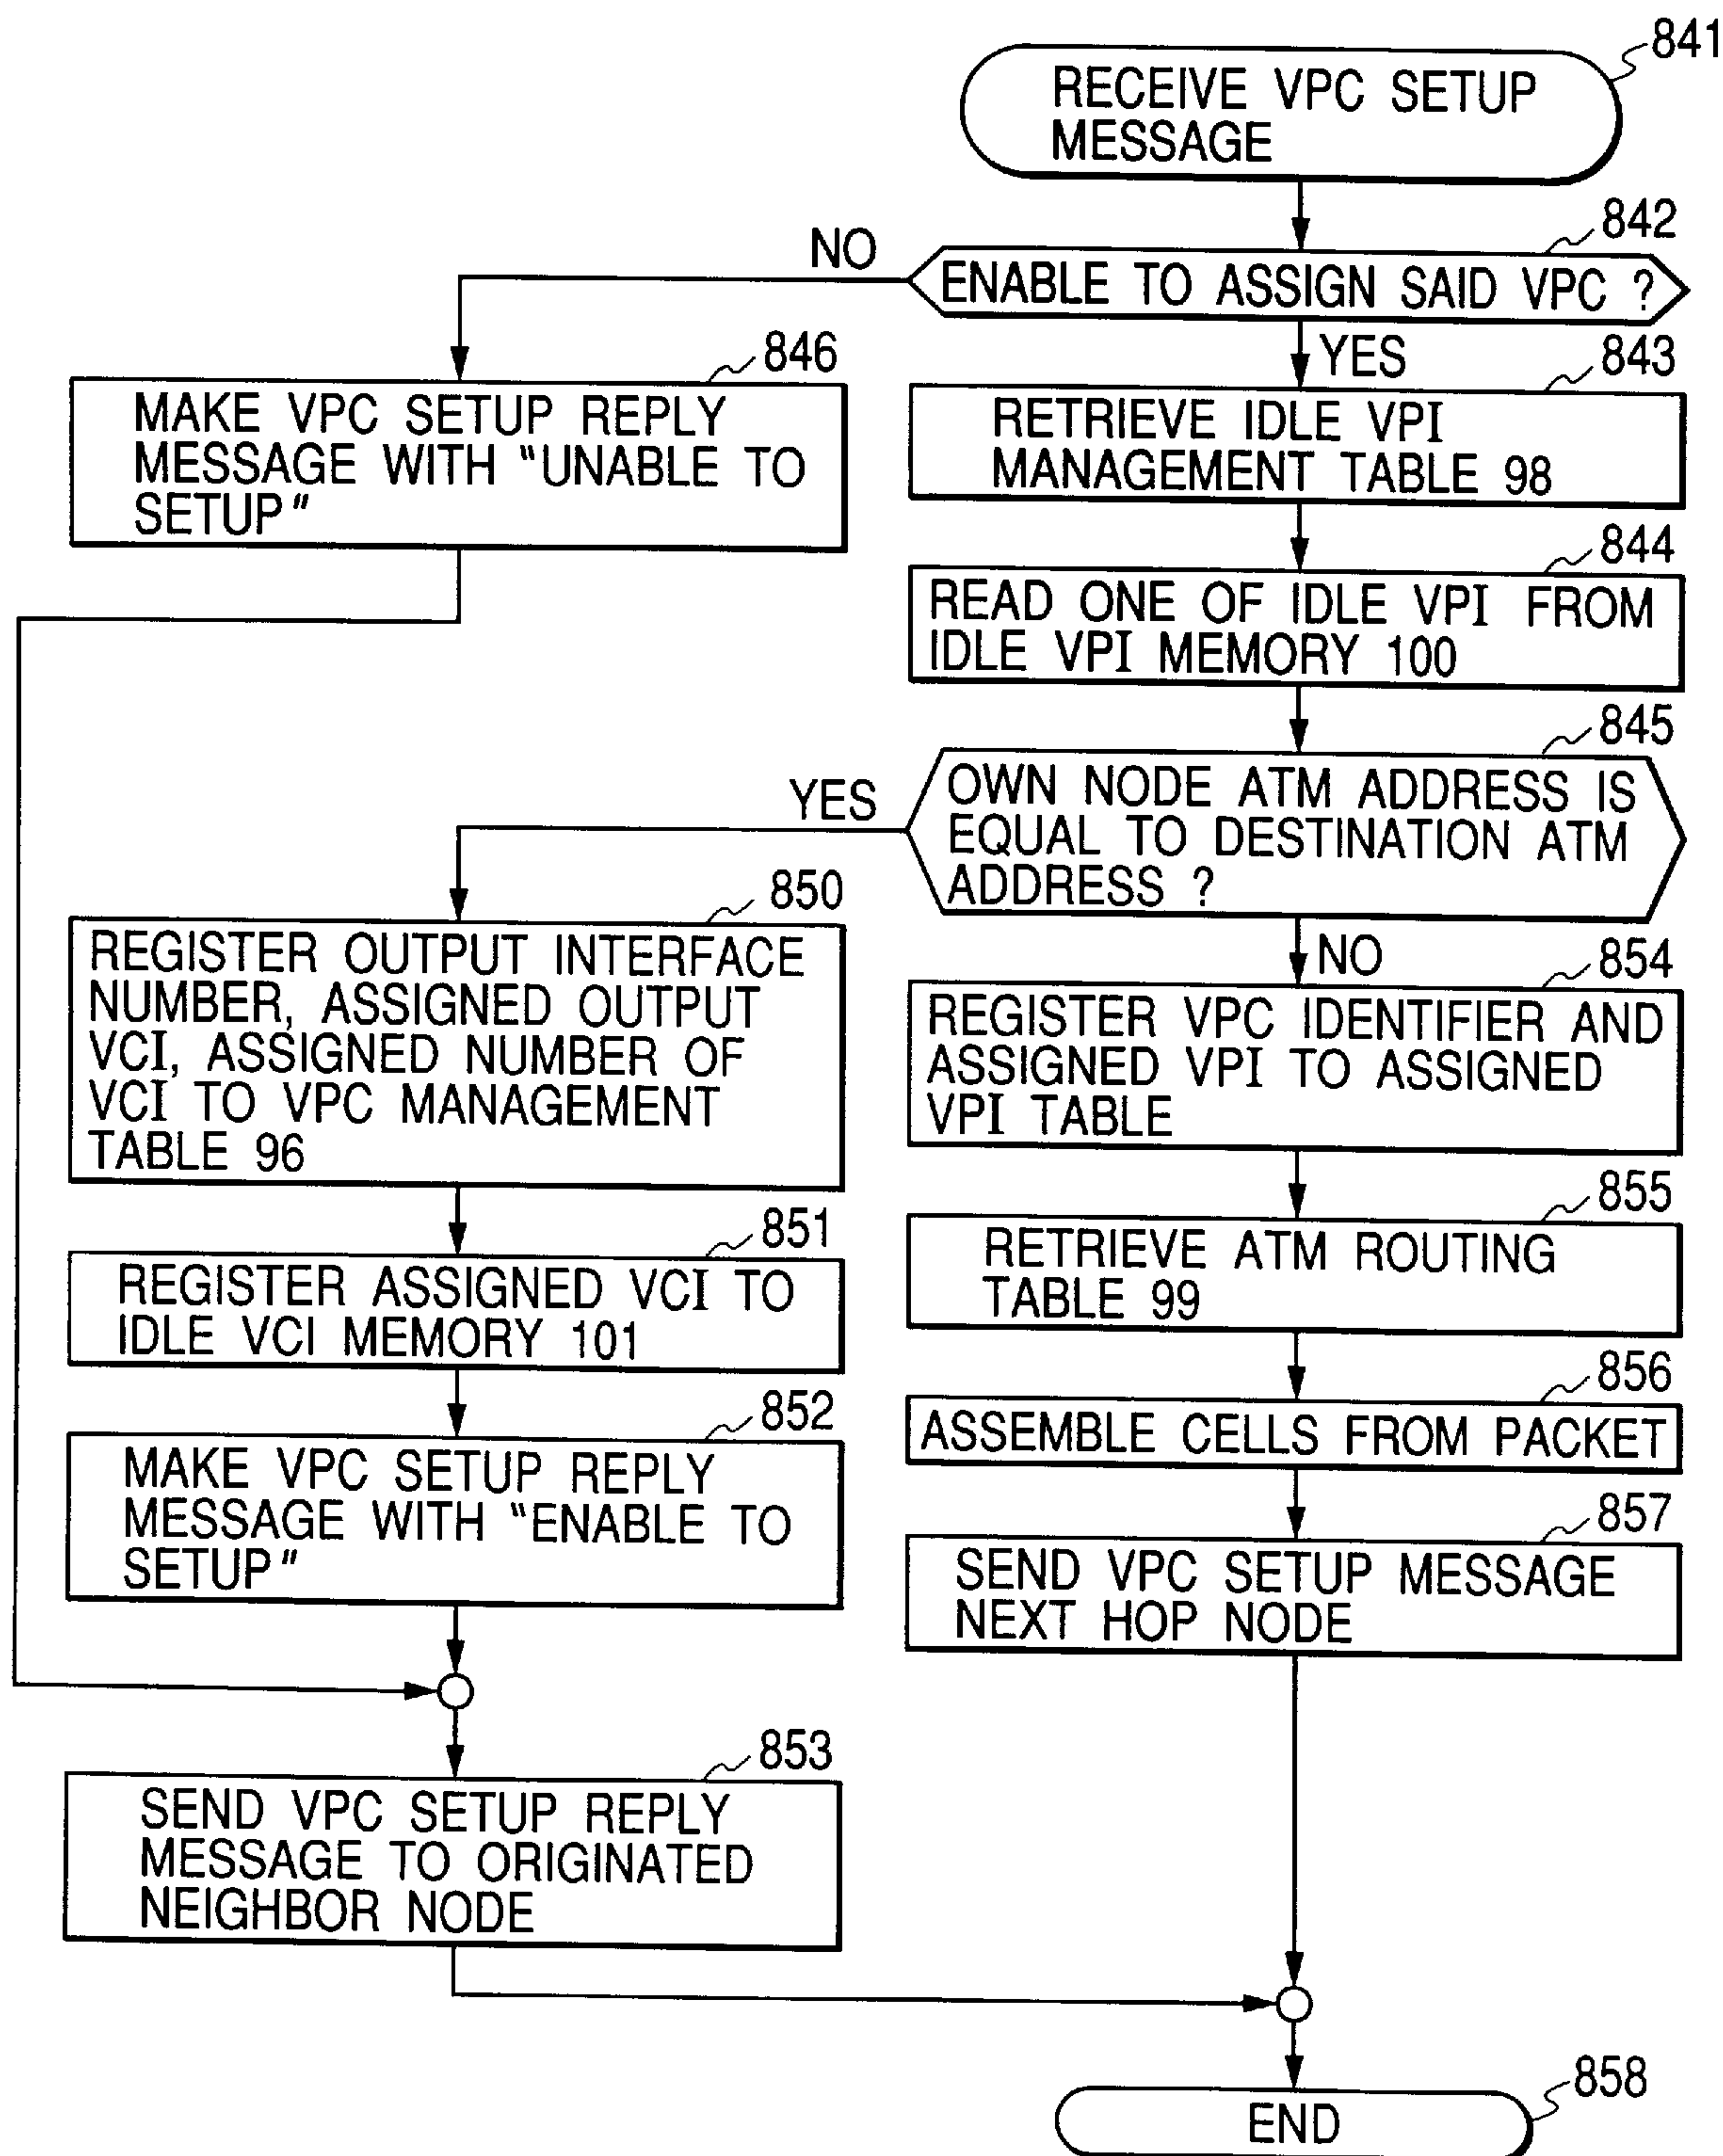 841
RECEIVE VPC SETUP
MESSAGE
842
NO
ENABLE TO ASSIGN SAID VPC ?
YES
846
MAKE VPC SETUP REPLY
MESSAGE WITH "UNABLE TO
SETUP"
843
RETRIEVE IDLE VPI
MANAGEMENT TABLE 98
844
READ ONE OF IDLE VPI FROM
IDLE VPI MEMORY 100
845
OWN NODE ATM ADDRESS IS
EQUAL TO DESTINATION ATM
ADDRESS ?
YES
NO
850
REGISTER OUTPUT INTERFACE
NUMBER, ASSIGNED OUTPUT
VCI, ASSIGNED NUMBER OF
VCI TO VPC MANAGEMENT
TABLE 96
851
REGISTER ASSIGNED VCI TO
IDLE VCI MEMORY 101
852
MAKE VPC SETUP REPLY
MESSAGE WITH "ENABLE TO
SETUP"
853
SEND VPC SETUP REPLY
MESSAGE TO ORIGINATED
NEIGHBOR NODE
854
REGISTER VPC IDENTIFIER AND
ASSIGNED VPI TO ASSIGNED
VPI TABLE
855
RETRIEVE ATM ROUTING
TABLE 99
856
ASSEMBLE CELLS FROM PACKET
857
SEND VPC SETUP MESSAGE
NEXT HOP NODE
858
END